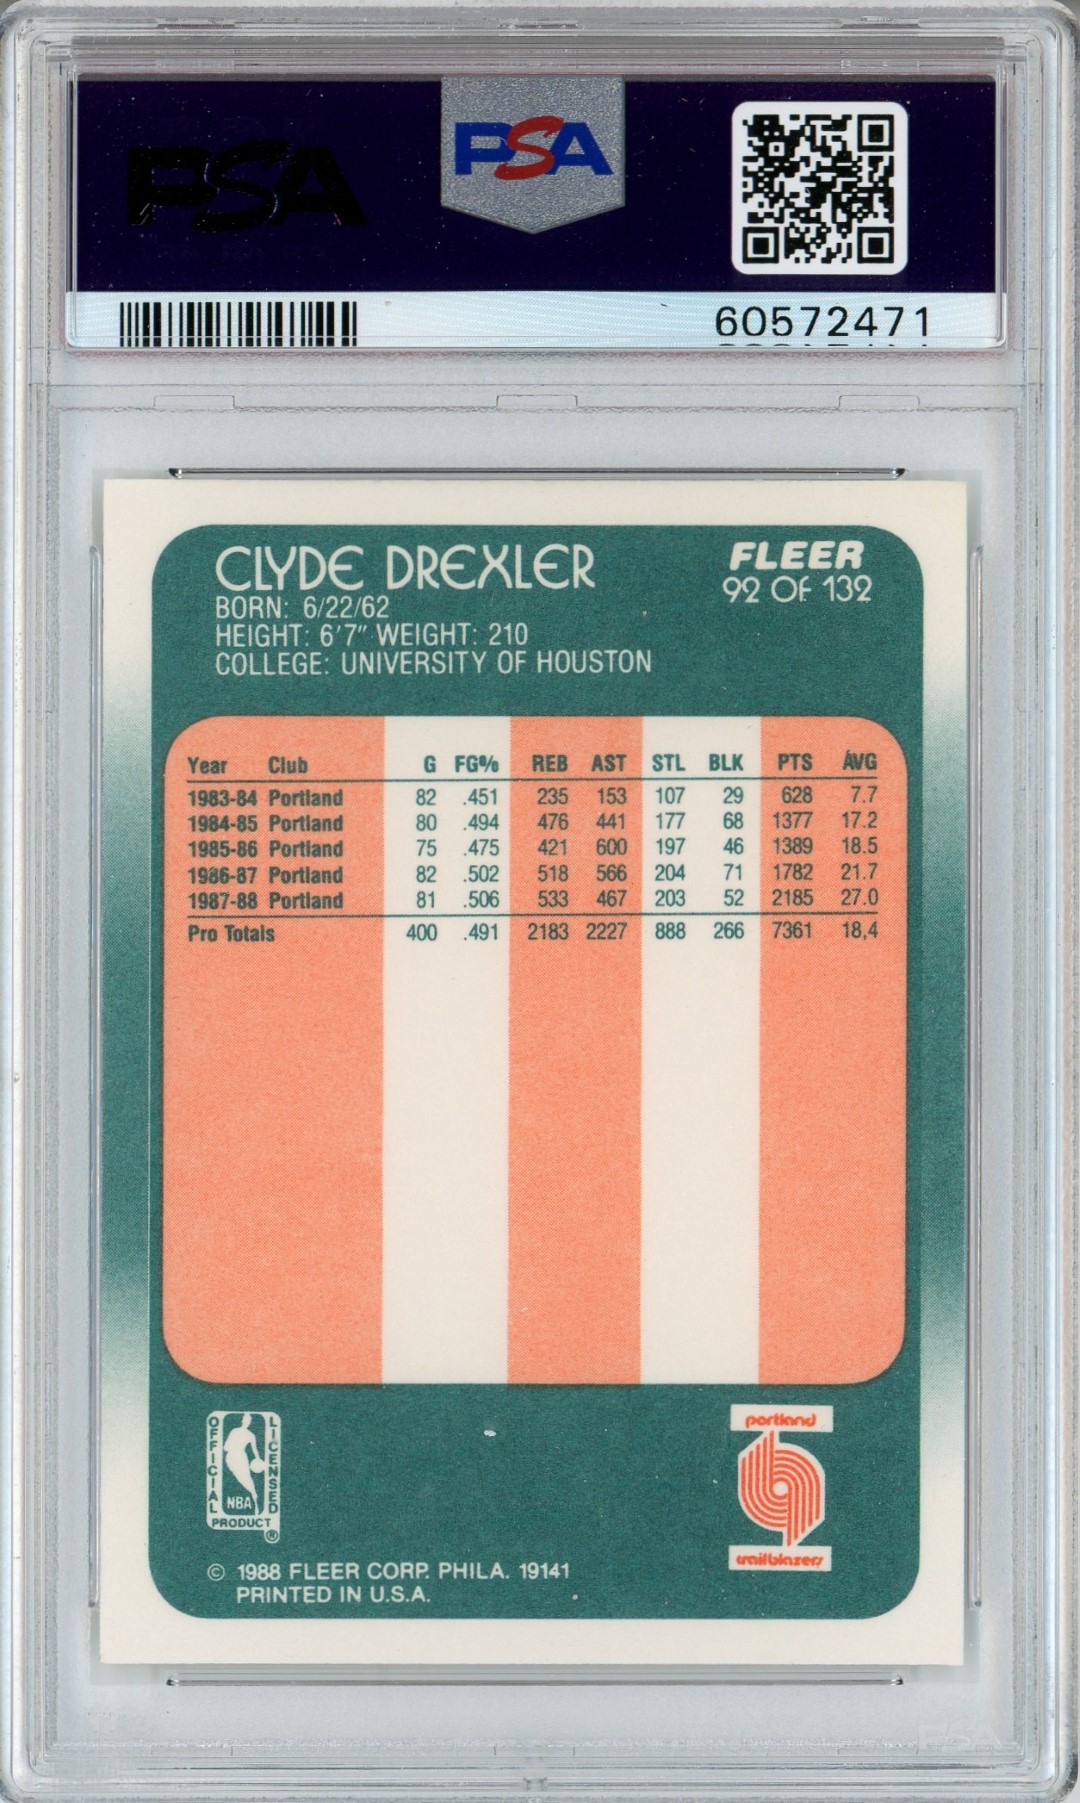 PSA
PSA
60572471
CLYDE DREXLER
FLEER
92 OF 132
BORN: 6/22/62
HEIGHT: 6'7" WEIGHT: 210
COLLEGE: UNIVERSITY OF HOUSTON
Year Club G FG% REB AST STL BLK PTS AVG
1983-84 Portland 82 .451 235 153 107 29 628 7.7
1984-85 Portland 80 .494 476 441 177 68 1377 17.2
1985-86 Portland 75 .475 421 600 197 46 1389 18.5
1986-87 Portland 82 .502 518 566 204 71 1782 21.7
1987-88 Portland 81 .506 533 467 203 52 2185 27.0
Pro Totals 400 .491 2183 2227 888 266 7361 18,4
OFFICIAL LICENSED
NBA
PRODUCT ®
portland
trailblazers
© 1988 FLEER CORP. PHILA. 19141
PRINTED IN U.S.A.
PSA